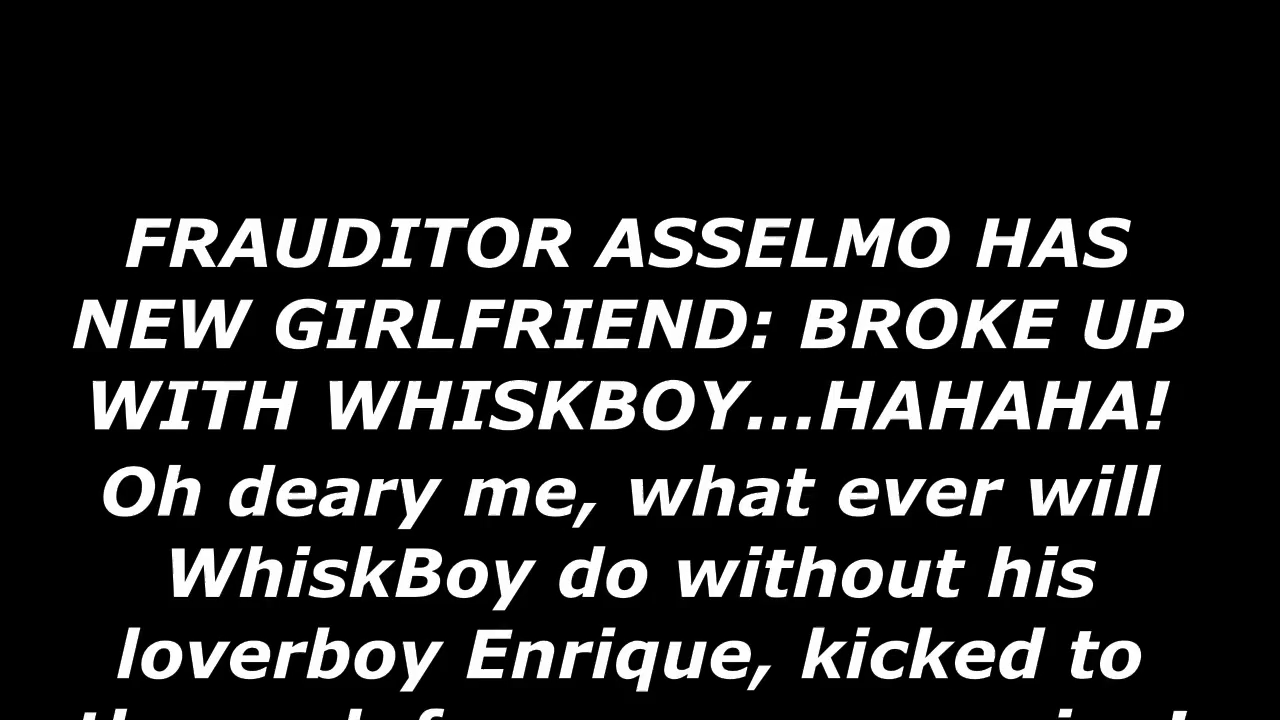 FRAUDITOR ASSELMO HAS
NEW GIRLFRIEND: BROKE UP
WITH WHISKBOY...HAHAHA!
Oh deary me, what ever will
WhiskBoy do without his
loverboy Enrique, kicked to